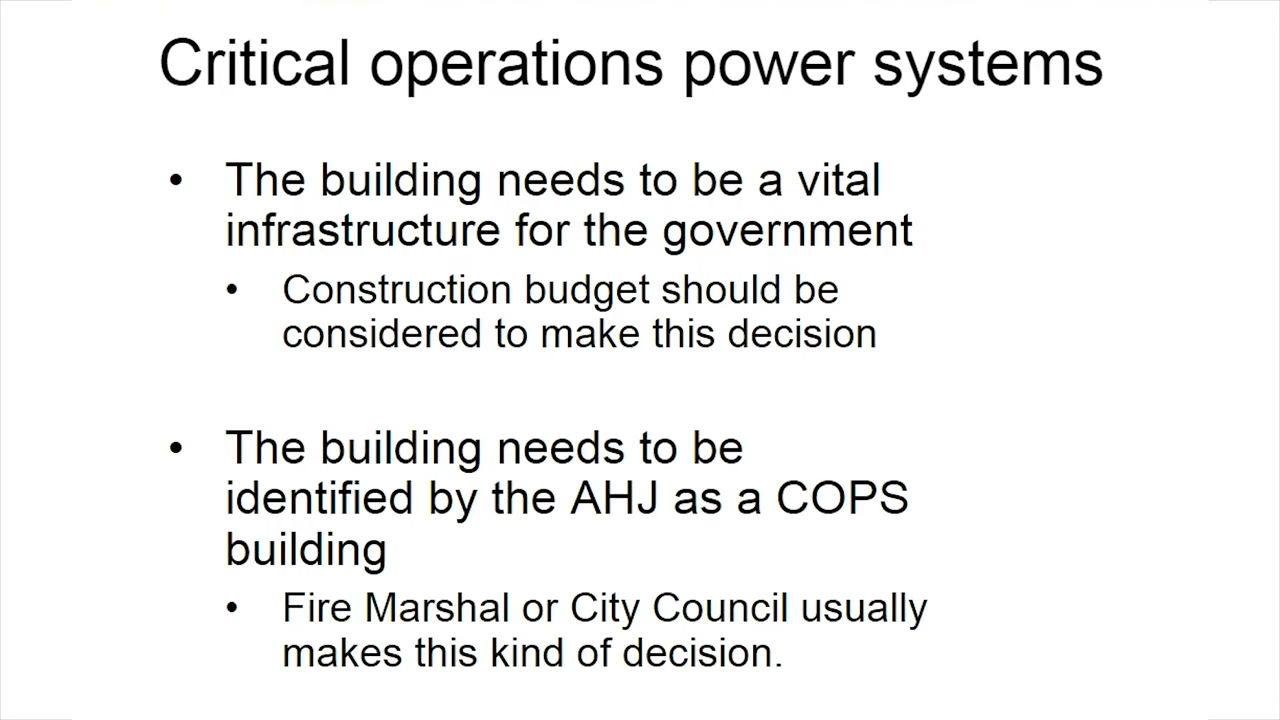 Critical operations power systems
• The building needs to be a vital
infrastructure for the government
• Construction budget should be
considered to make this decision
• The building needs to be
identified by the AHJ as a COPS
building
• Fire Marshal or City Council usually
makes this kind of decision.